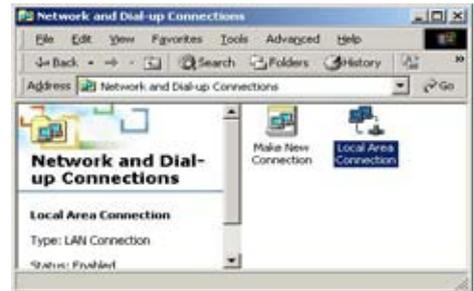 Network and Dial-up Connections
File Edit View Favorites Tools Advanced Help
Back Search Folders History
Address Network and Dial-up Connections Go
Network and Dial-
up Connections
Local Area Connection
Type: LAN Connection
Status: Enabled
Make New
Connection
Local Area
Connection